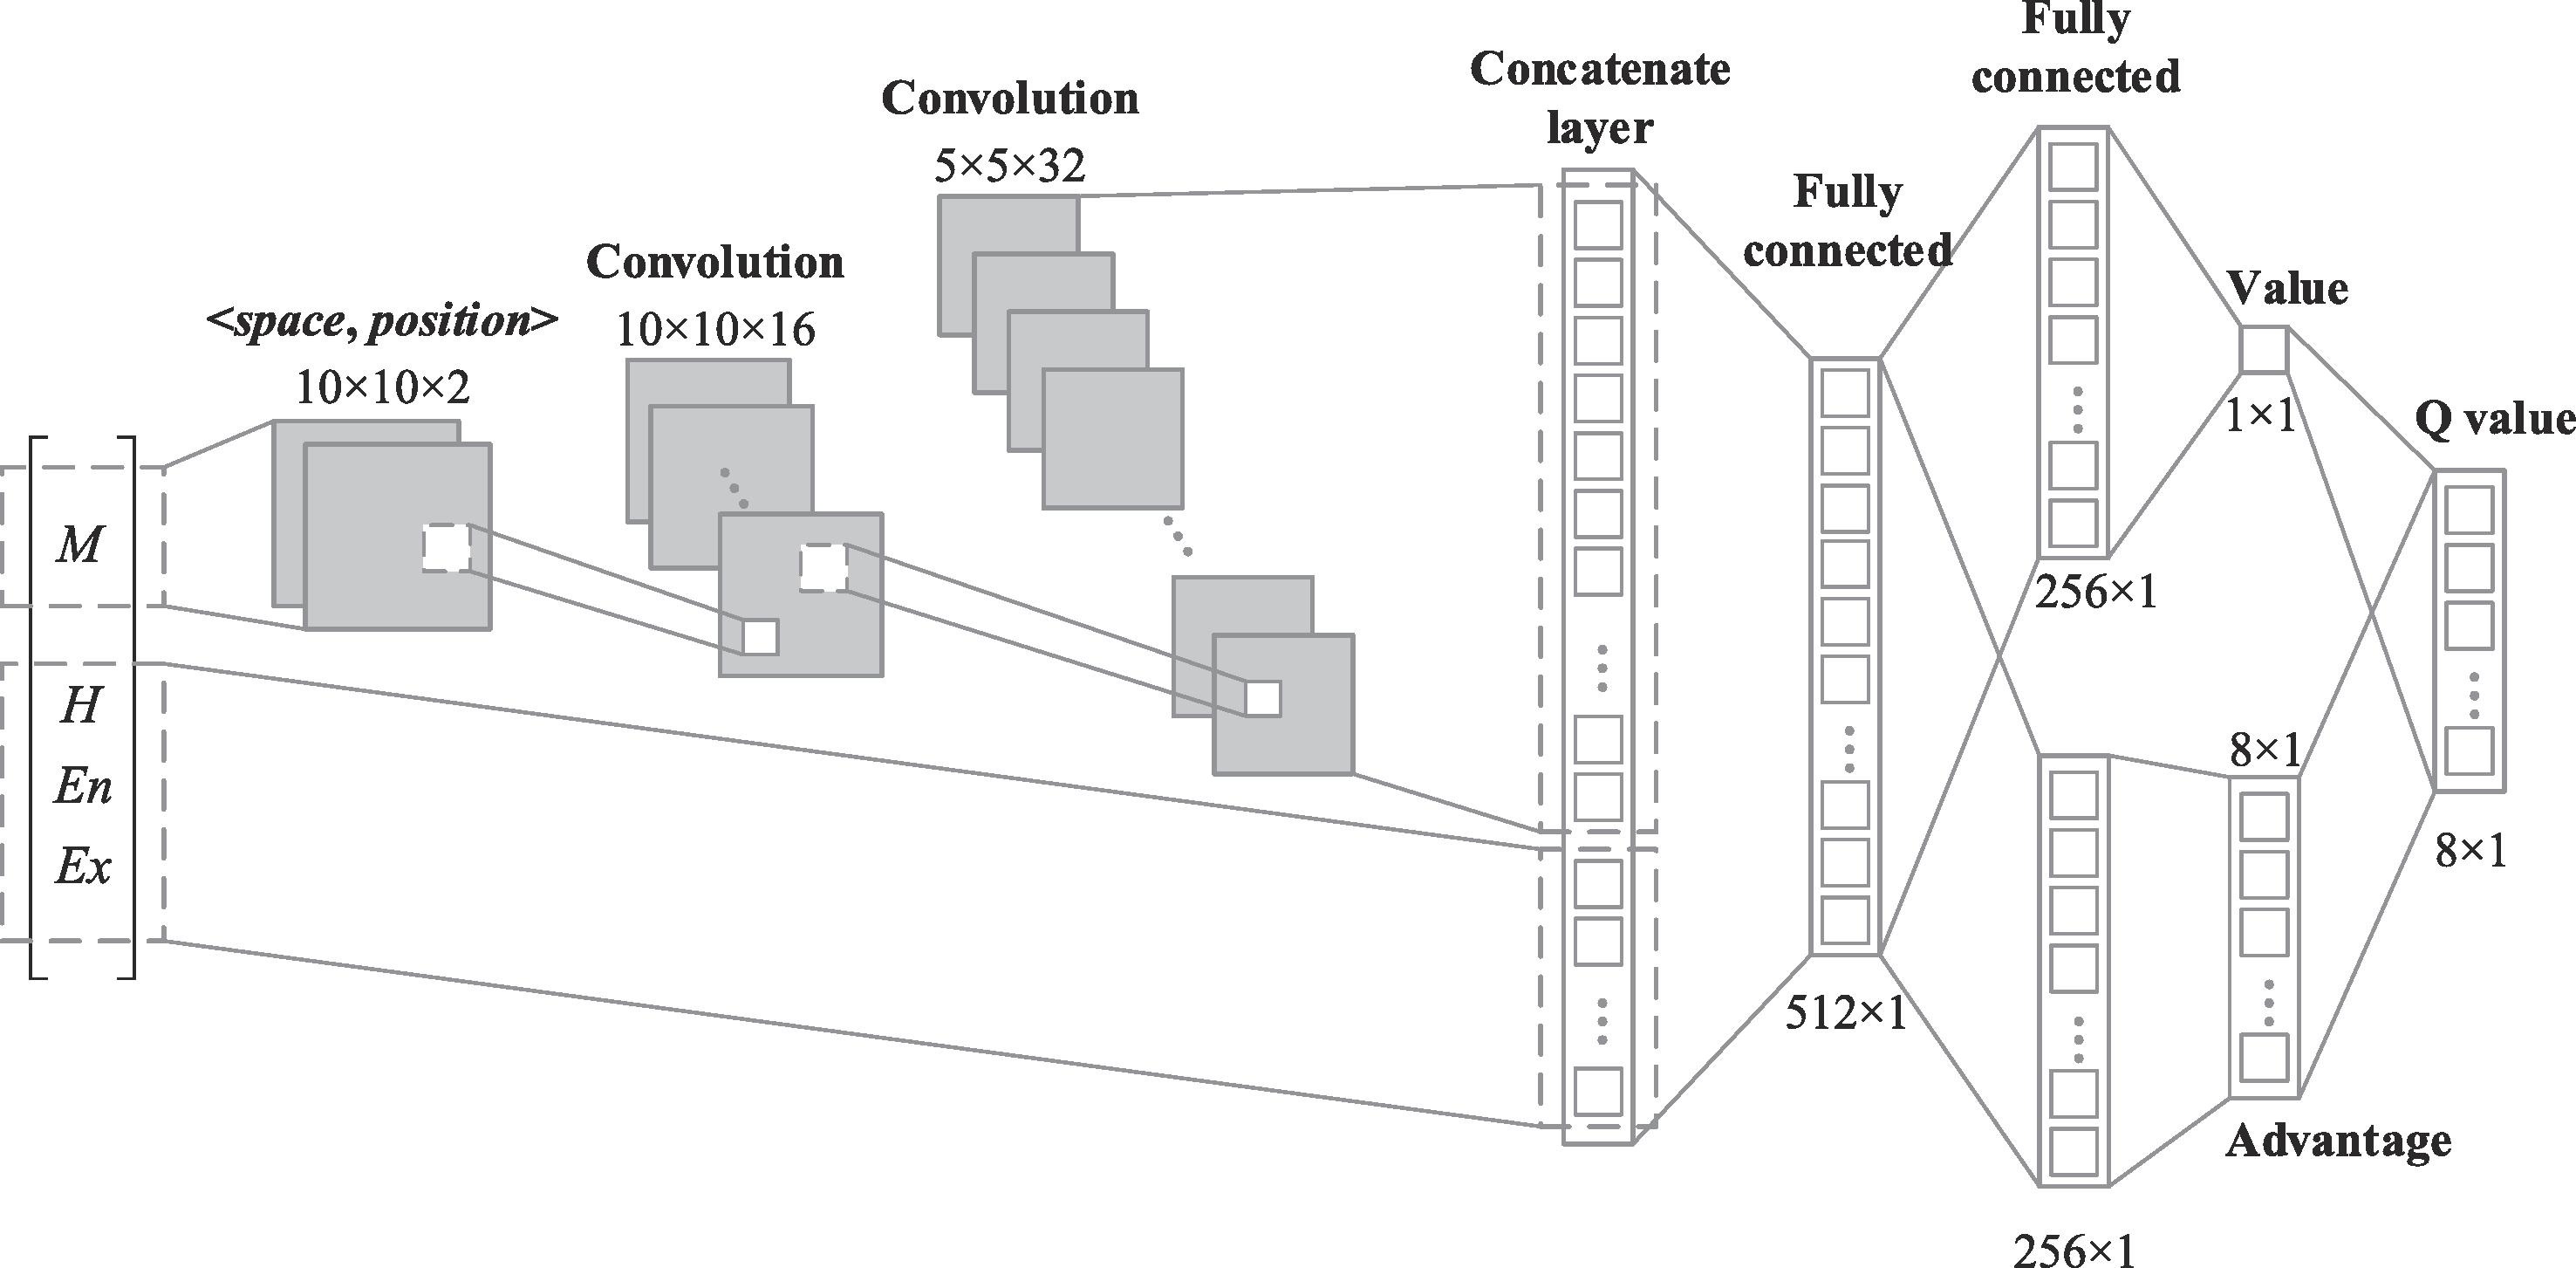 M
H
En
Ex
<space, position>
10×10×2
Convolution
10×10×16
Convolution
5×5×32
Concatenate
layer
Fully
connected
512×1
Fully
connected
256×1
256×1
Value
1×1
8×1
Advantage
Q value
8×1